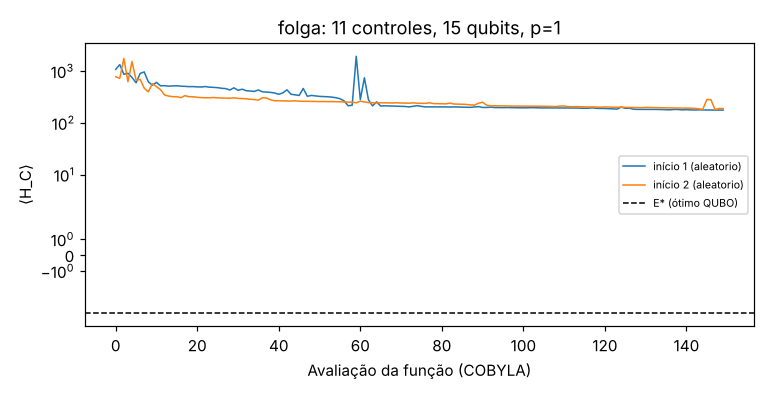 folga: 11 controles, 15 qubits, p=1
⟨H_C⟩
10³
10²
10¹
10⁰
0
−10⁰
início 1 (aleatorio)
início 2 (aleatorio)
E* (ótimo QUBO)
0 20 40 60 80 100 120 140
Avaliação da função (COBYLA)